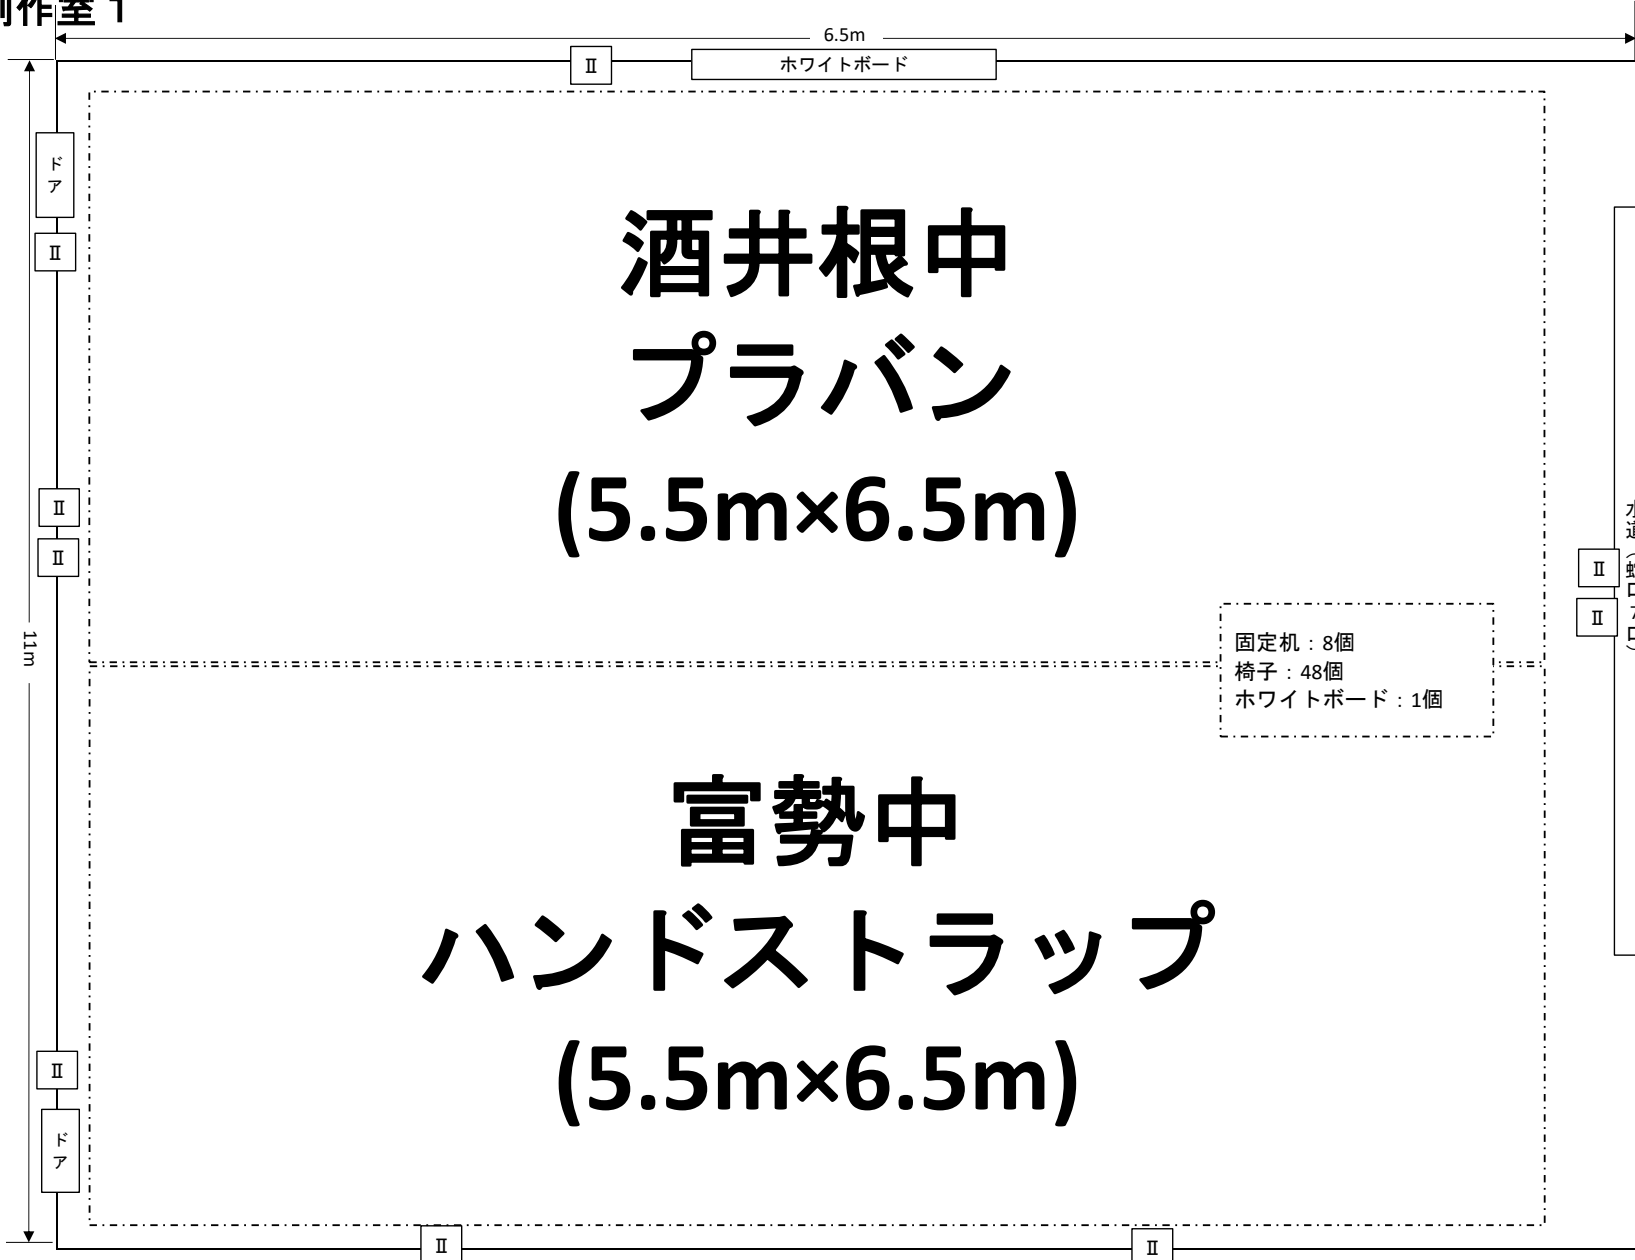 創作室１
6.5m
Ⅱ
ホワイトボード
ドア
Ⅱ
酒井根中
プラバン
(5.5m×6.5m)
Ⅱ
Ⅱ
Ⅱ
Ⅱ
11m
固定机：8個
椅子：48個
ホワイトボード：1個
富勢中
ハンドストラップ
(5.5m×6.5m)
Ⅱ
ドア
Ⅱ
Ⅱ